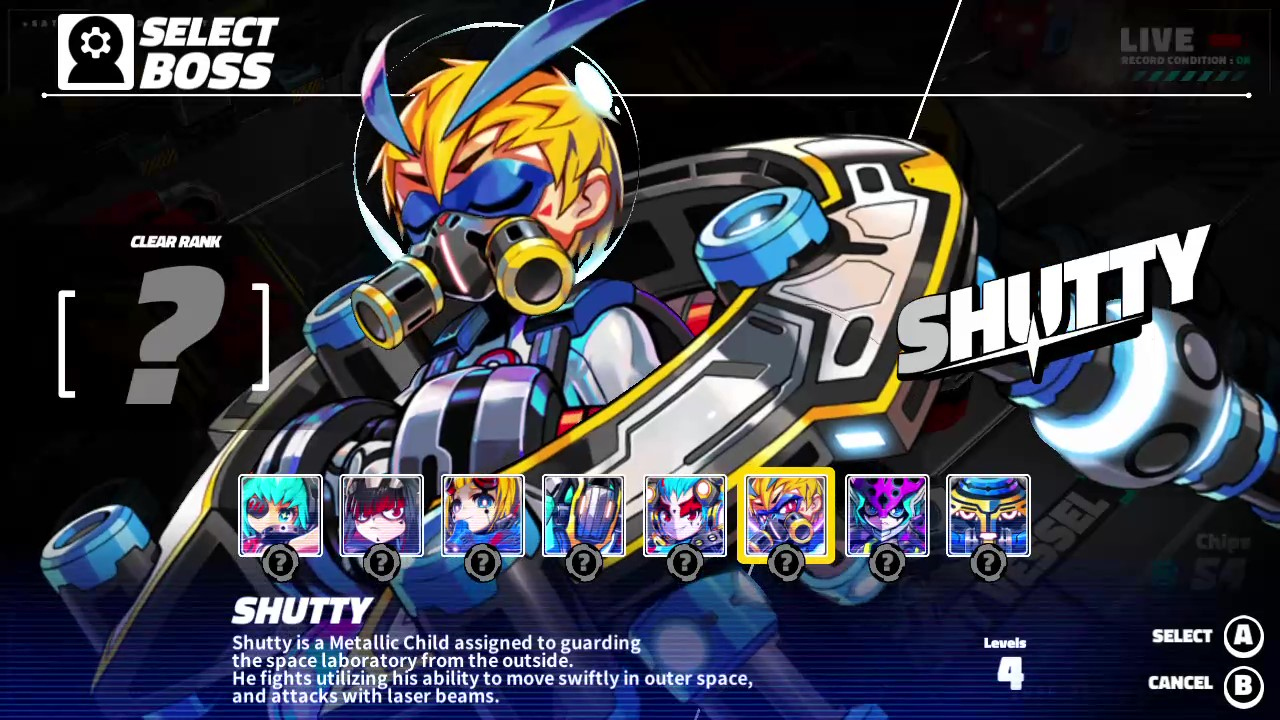 SELECT
BOSS
LIVE
RECORD CONDITION : ON
CLEAR RANK
[ ? ]
SHUTTY
? ? ? ? ? ? ? ?
Chips
54
SHUTTY
Shutty is a Metallic Child assigned to guarding
the space laboratory from the outside.
He fights utilizing his ability to move swiftly in outer space,
and attacks with laser beams.
Levels
4
SELECT A
CANCEL B